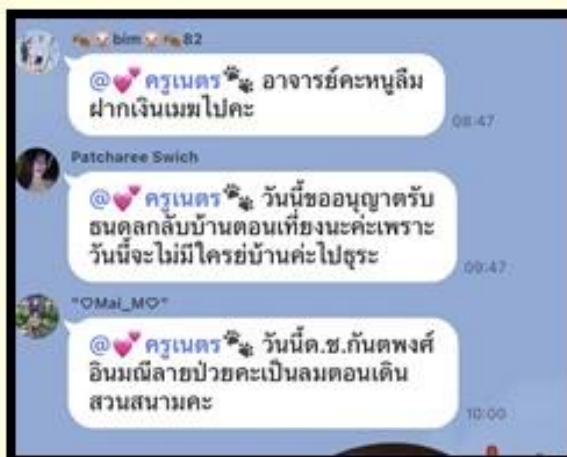 bim 82
@💕 ครูเนตร🐾 อาจารย์คะหนูลืม
ฝากเงินเมฆไปคะ
08:47
Patcharee Swich
@💕 ครูเนตร🐾 วันนี้ขออนุญาตรับ
ธนดลกลับบ้านตอนเที่ยงนะค่ะเพราะ
วันนี้จะไม่มีใครย่บ้านค่ะไปธุระ
09:47
"♡Mai_M♡"
@💕 ครูเนตร🐾 วันนี้ด.ช.กันตพงศ์
อินมณีลายป่วยคะเป็นลมตอนเดิน
สวนสนามคะ
10:00